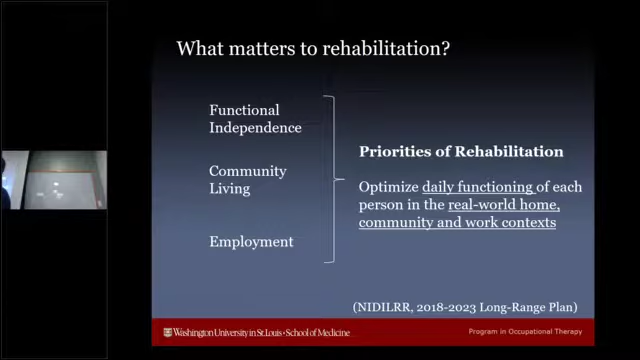 What matters to rehabilitation?
Functional
Independence
Community
Living
Employment
Priorities of Rehabilitation
Optimize daily functioning of each
person in the real-world home,
community and work contexts
(NIDILRR, 2018-2023 Long-Range Plan)
Washington University in St. Louis • School of Medicine
Program in Occupational Therapy